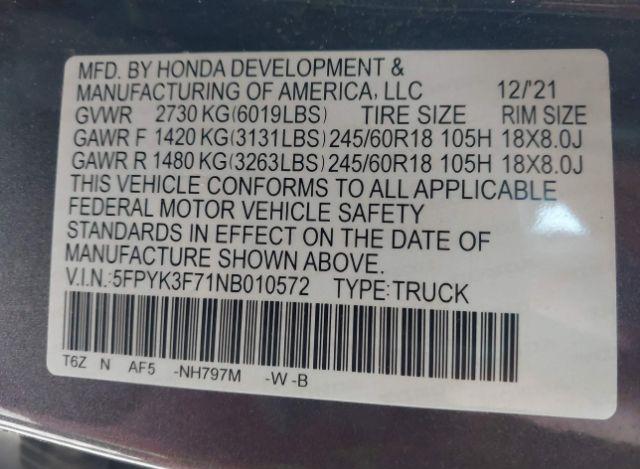 MFD. BY HONDA DEVELOPMENT &
MANUFACTURING OF AMERICA, LLC 12/'21
GVWR 2730 KG(6019LBS) TIRE SIZE RIM SIZE
GAWR F 1420 KG(3131LBS) 245/60R18 105H 18X8.0J
GAWR R 1480 KG(3263LBS) 245/60R18 105H 18X8.0J
THIS VEHICLE CONFORMS TO ALL APPLICABLE
FEDERAL MOTOR VEHICLE SAFETY
STANDARDS IN EFFECT ON THE DATE OF
MANUFACTURE SHOWN ABOVE.
V.I.N.:5FPYK3F71NB010572 TYPE:TRUCK
T6Z N AF5 -NH797M -W -B